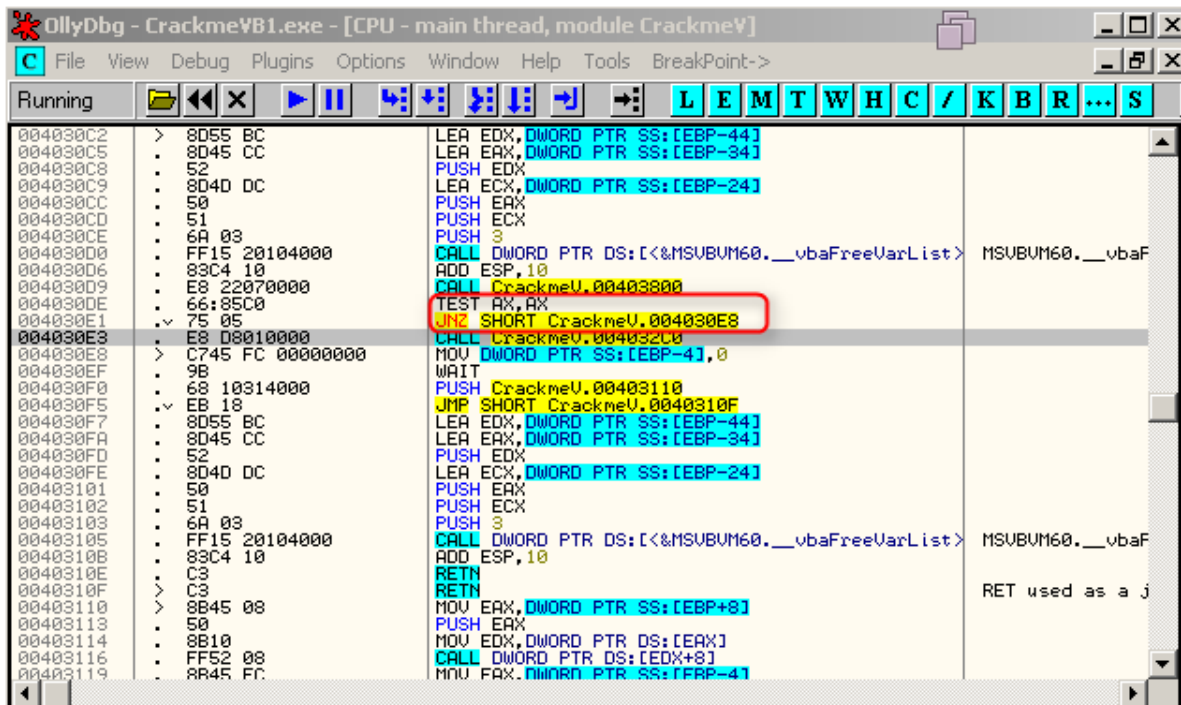 OllyDbg - CrackmeVB1.exe - [CPU - main thread, module CrackmeV]
C File View Debug Plugins Options Window Help Tools BreakPoint->
Running L E M T W H C / K B R ... S
004030C2 > 8D55 BC LEA EDX,DWORD PTR SS:[EBP-44]
004030C5 . 8D45 CC LEA EAX,DWORD PTR SS:[EBP-34]
004030C8 . 52 PUSH EDX
004030C9 . 8D4D DC LEA ECX,DWORD PTR SS:[EBP-24]
004030CC . 50 PUSH EAX
004030CD . 51 PUSH ECX
004030CE . 6A 03 PUSH 3
004030D0 . FF15 20104000 CALL DWORD PTR DS:[<&MSVBVM60.__vbaFreeVarList> MSVBVM60.__vbaF
004030D6 . 83C4 10 ADD ESP,10
004030D9 . E8 22070000 CALL CrackmeV.00403800
004030DE . 66:85C0 TEST AX,AX
004030E1 .v 75 05 JNZ SHORT CrackmeV.004030E8
004030E3 . E8 D8010000 CALL CrackmeV.004032C0
004030E8 > C745 FC 00000000 MOV DWORD PTR SS:[EBP-4],0
004030EF . 9B WAIT
004030F0 . 68 10314000 PUSH CrackmeV.00403110
004030F5 .v EB 18 JMP SHORT CrackmeV.0040310F
004030F7 . 8D55 BC LEA EDX,DWORD PTR SS:[EBP-44]
004030FA . 8D45 CC LEA EAX,DWORD PTR SS:[EBP-34]
004030FD . 52 PUSH EDX
004030FE . 8D4D DC LEA ECX,DWORD PTR SS:[EBP-24]
00403101 . 50 PUSH EAX
00403102 . 51 PUSH ECX
00403103 . 6A 03 PUSH 3
00403105 . FF15 20104000 CALL DWORD PTR DS:[<&MSVBVM60.__vbaFreeVarList> MSVBVM60.__vbaF
0040310B . 83C4 10 ADD ESP,10
0040310E . C3 RETN
0040310F > C3 RETN RET used as a j
00403110 > 8B45 08 MOV EAX,DWORD PTR SS:[EBP+8]
00403113 . 50 PUSH EAX
00403114 . 8B10 MOV EDX,DWORD PTR DS:[EAX]
00403116 . FF52 08 CALL DWORD PTR DS:[EDX+8]
00403119 . 8B45 FC MOV EAX,DWORD PTR SS:[EBP-4]